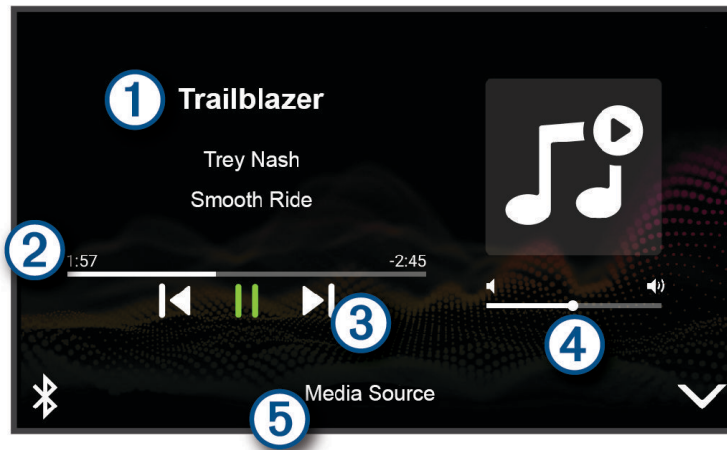 1 Trailblazer
Trey Nash
Smooth Ride
2
1:57 -2:45
3
4
5 Media Source